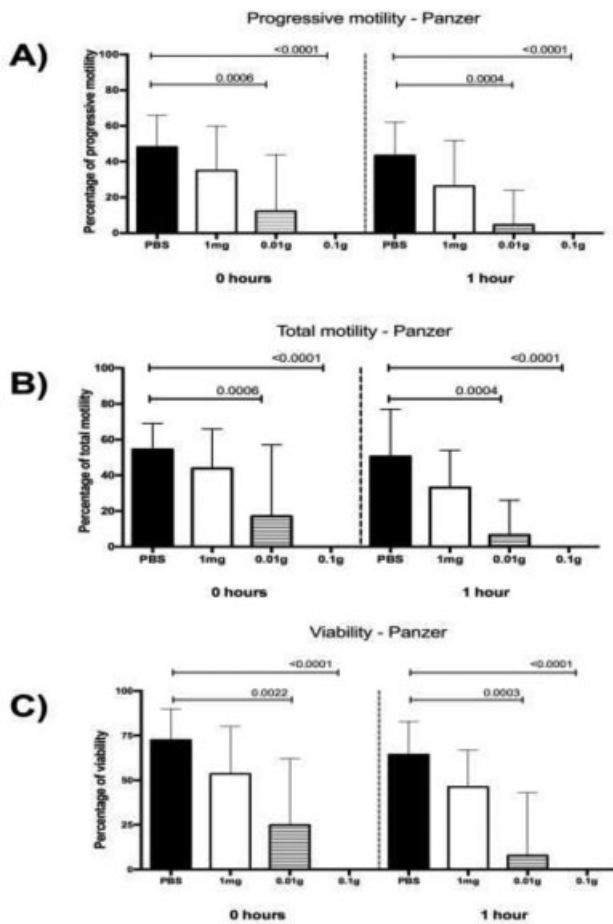 Progressive motility - Panzer
A)
<0.0001
<0.0001
0.0006
0.0004
Percentage of progressive motility
100
80
60
40
20
0
PBS 1mg 0.01g 0.1g PBS 1mg 0.01g 0.1g
0 hours 1 hour
Total motility - Panzer
B)
<0.0001
<0.0001
0.0006
0.0004
Percentage of total motility
100
80
60
40
20
0
PBS 1mg 0.01g 0.1g PBS 1mg 0.01g 0.1g
0 hours 1 hour
Viability - Panzer
C)
<0.0001
<0.0001
0.0022
0.0003
Percentage of viability
100
75
50
25
0
PBS 1mg 0.01g 0.1g PBS 1mg 0.01g 0.1g
0 hours 1 hour